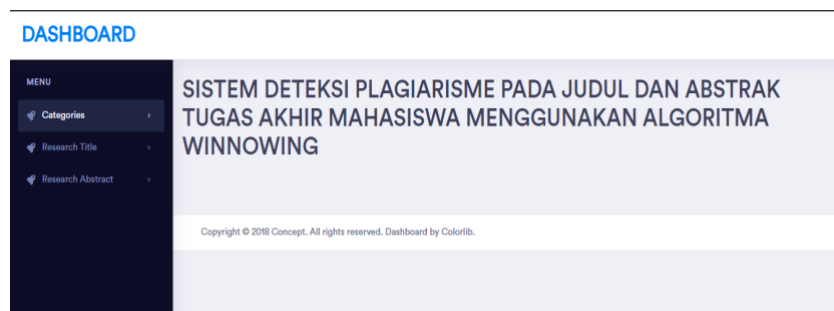 DASHBOARD
MENU
Categories
Research Title
Research Abstract
SISTEM DETEKSI PLAGIARISME PADA JUDUL DAN ABSTRAK
TUGAS AKHIR MAHASISWA MENGGUNAKAN ALGORITMA
WINNOWING
Copyright © 2018 Concept. All rights reserved. Dashboard by Colorlib.